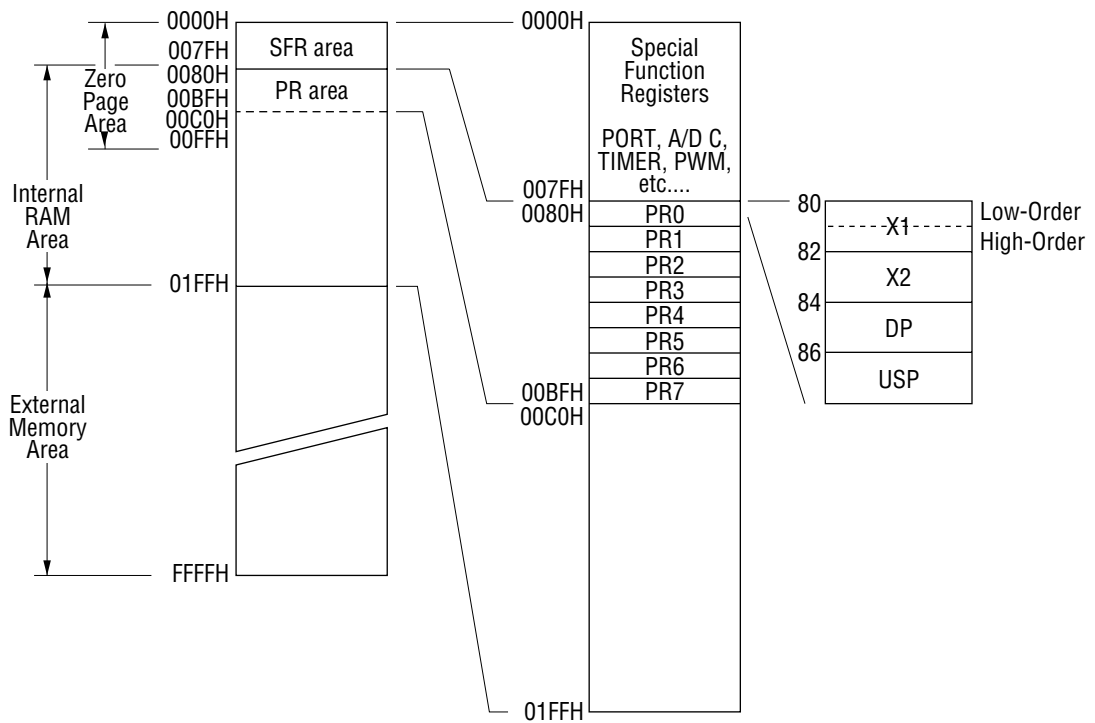 0000H
007FH
0080H
00BFH
00C0H
00FFH
01FFH
FFFFH
Zero
Page
Area
Internal
RAM
Area
External
Memory
Area
SFR area
PR area
0000H
007FH
0080H
00BFH
00C0H
01FFH
Special
Function
Registers
PORT, A/D C,
TIMER, PWM,
etc....
PR0
PR1
PR2
PR3
PR4
PR5
PR6
PR7
80
82
84
86
X1
X2
DP
USP
Low-Order
High-Order